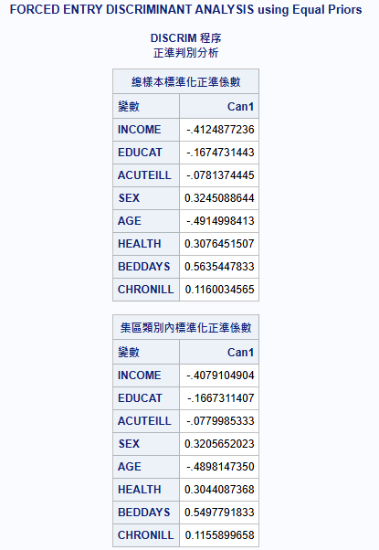 FORCED ENTRY DISCRIMINANT ANALYSIS using Equal Priors
DISCRIM 程序
正準判別分析
總樣本標準化正準係數
變數 Can1
INCOME -.4124877236
EDUCAT -.1674731443
ACUTEILL -.0781374445
SEX 0.3245088644
AGE -.4914998413
HEALTH 0.3076451507
BEDDAYS 0.5635447833
CHRONILL 0.1160034565
集區類別內標準化正準係數
變數 Can1
INCOME -.4079104904
EDUCAT -.1667311407
ACUTEILL -.0779985333
SEX 0.3205652023
AGE -.4898147350
HEALTH 0.3044087368
BEDDAYS 0.5497791833
CHRONILL 0.1155899658